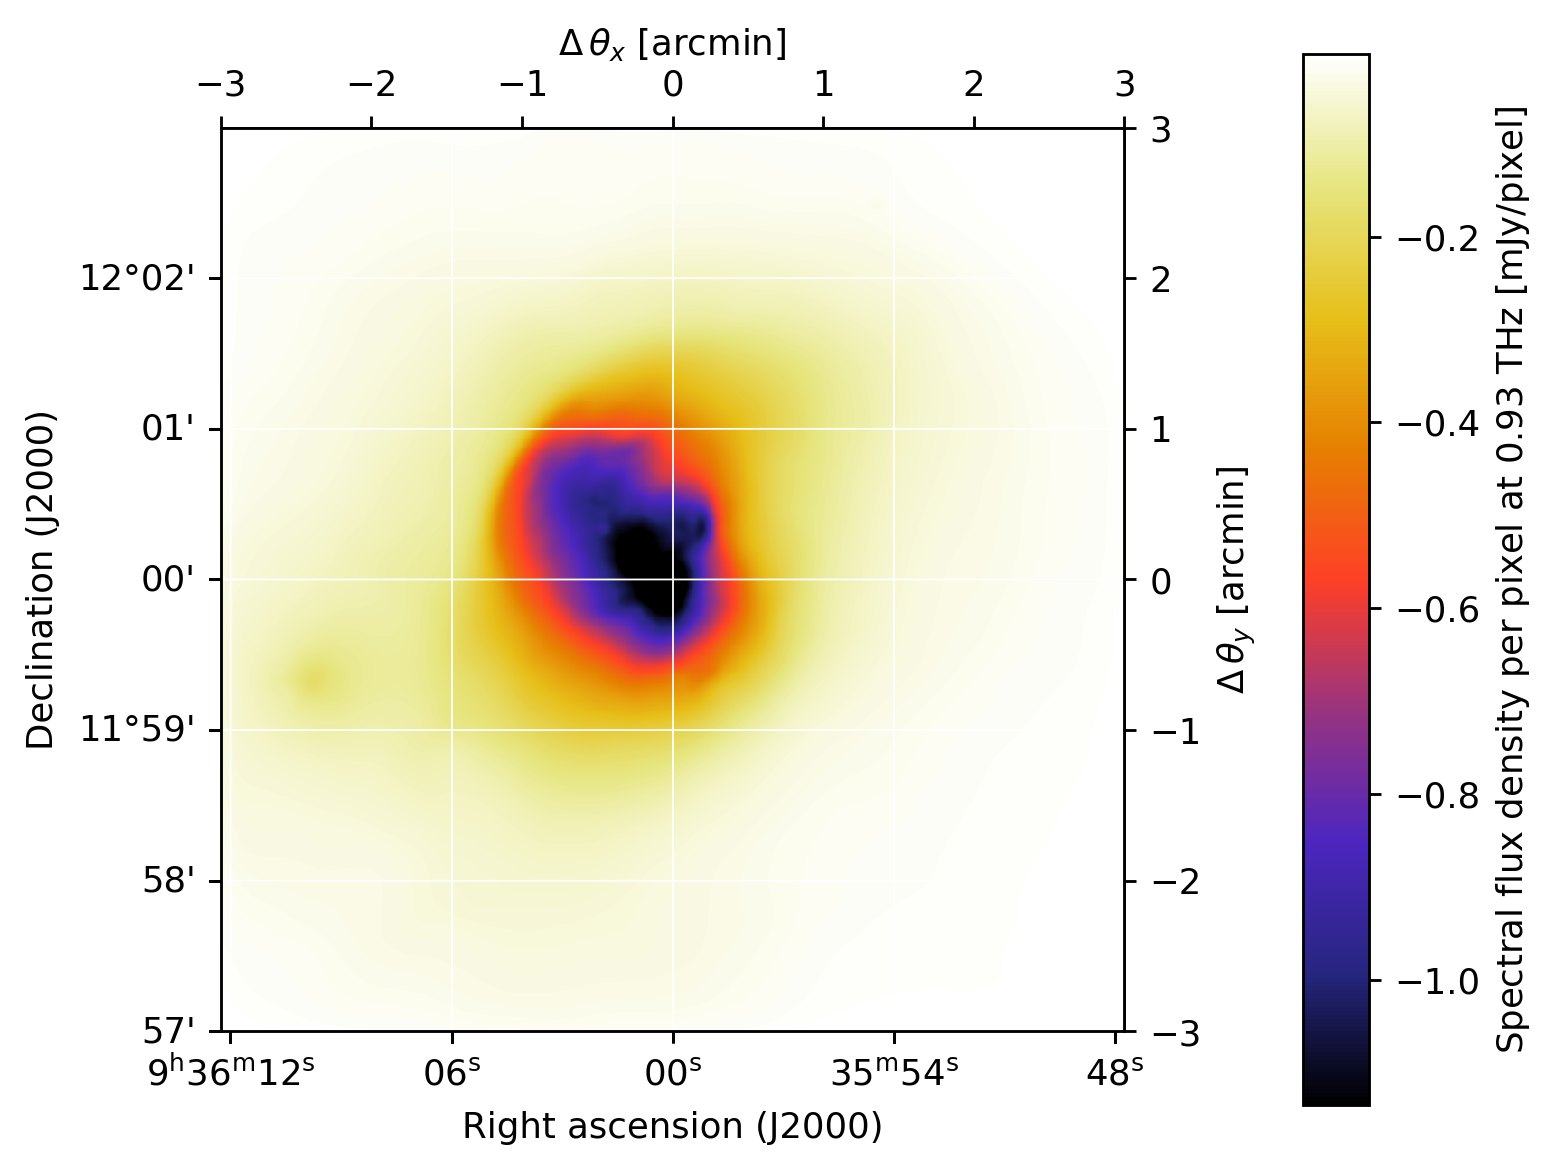 Δθx [arcmin]
−3 −2 −1 0 1 2 3
12°02'
01'
00'
11°59'
58'
57'
Declination (J2000)
3
2
1
0
−1
−2
−3
Δθy [arcmin]
9h36m12s 06s 00s 35m54s 48s
Right ascension (J2000)
−0.2
−0.4
−0.6
−0.8
−1.0
Spectral flux density per pixel at 0.93 THz [mJy/pixel]